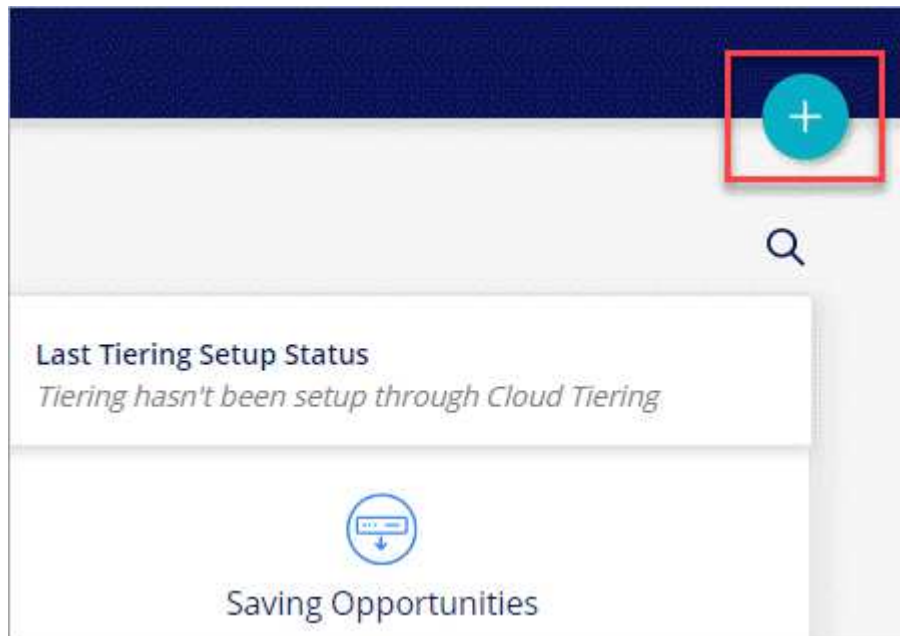 Last Tiering Setup Status
Tiering hasn't been setup through Cloud Tiering
Saving Opportunities